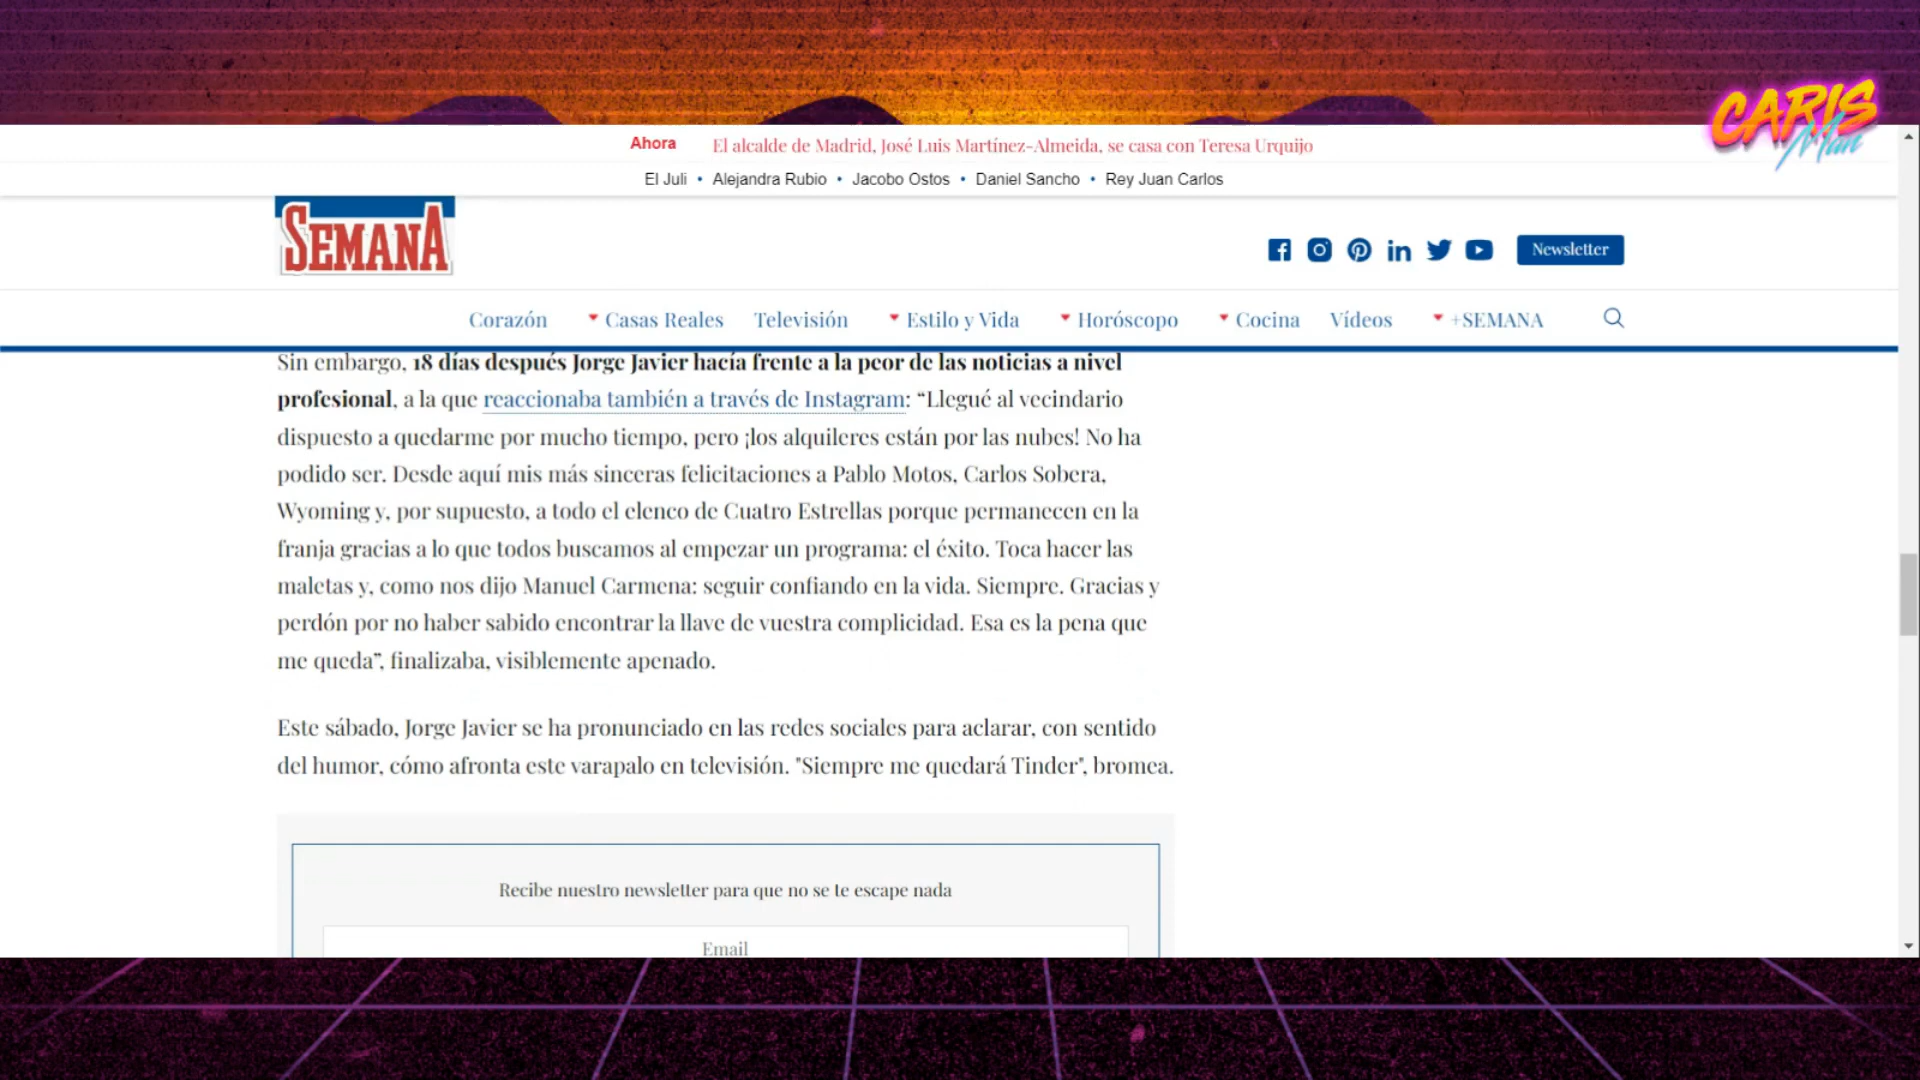 CARIS
Man
Ahora El alcalde de Madrid, José Luis Martínez-Almeida, se casa con Teresa Urquijo
El Juli • Alejandra Rubio • Jacobo Ostos • Daniel Sancho • Rey Juan Carlos
SEMANA
Newsletter
Corazón Casas Reales Televisión Estilo y Vida Horóscopo Cocina Vídeos +SEMANA
Sin embargo, 18 días después Jorge Javier hacía frente a la peor de las noticias a nivel
profesional, a la que reaccionaba también a través de Instagram: “Llegué al vecindario
dispuesto a quedarme por mucho tiempo, pero ¡los alquileres están por las nubes! No ha
podido ser. Desde aquí mis más sinceras felicitaciones a Pablo Motos, Carlos Sobera,
Wyoming y, por supuesto, a todo el elenco de Cuatro Estrellas porque permanecen en la
franja gracias a lo que todos buscamos al empezar un programa: el éxito. Toca hacer las
maletas y, como nos dijo Manuel Carmena: seguir confiando en la vida. Siempre. Gracias y
perdón por no haber sabido encontrar la llave de vuestra complicidad. Esa es la pena que
me queda”, finalizaba, visiblemente apenado.
Este sábado, Jorge Javier se ha pronunciado en las redes sociales para aclarar, con sentido
del humor, cómo afronta este varapalo en televisión. "Siempre me quedará Tinder", bromea.
Recibe nuestro newsletter para que no se te escape nada
Email